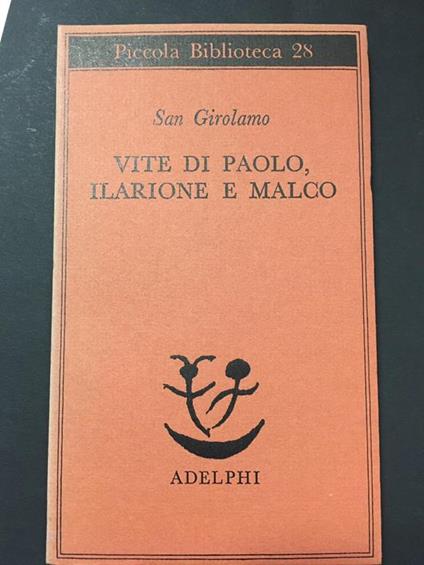 Piccola Biblioteca 28
San Girolamo
VITE DI PAOLO,
ILARIONE E MALCO
ADELPHI